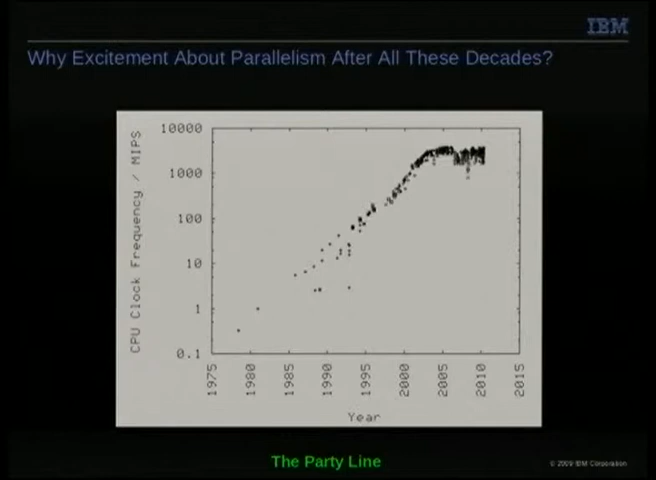 IBM
Why Excitement About Parallelism After All These Decades?
CPU Clock Frequency / MIPS
10000
1000
100
10
1
0.1
1975
1980
1985
1990
1995
2000
2005
2010
2015
Year
The Party Line
© 2009 IBM Corporation